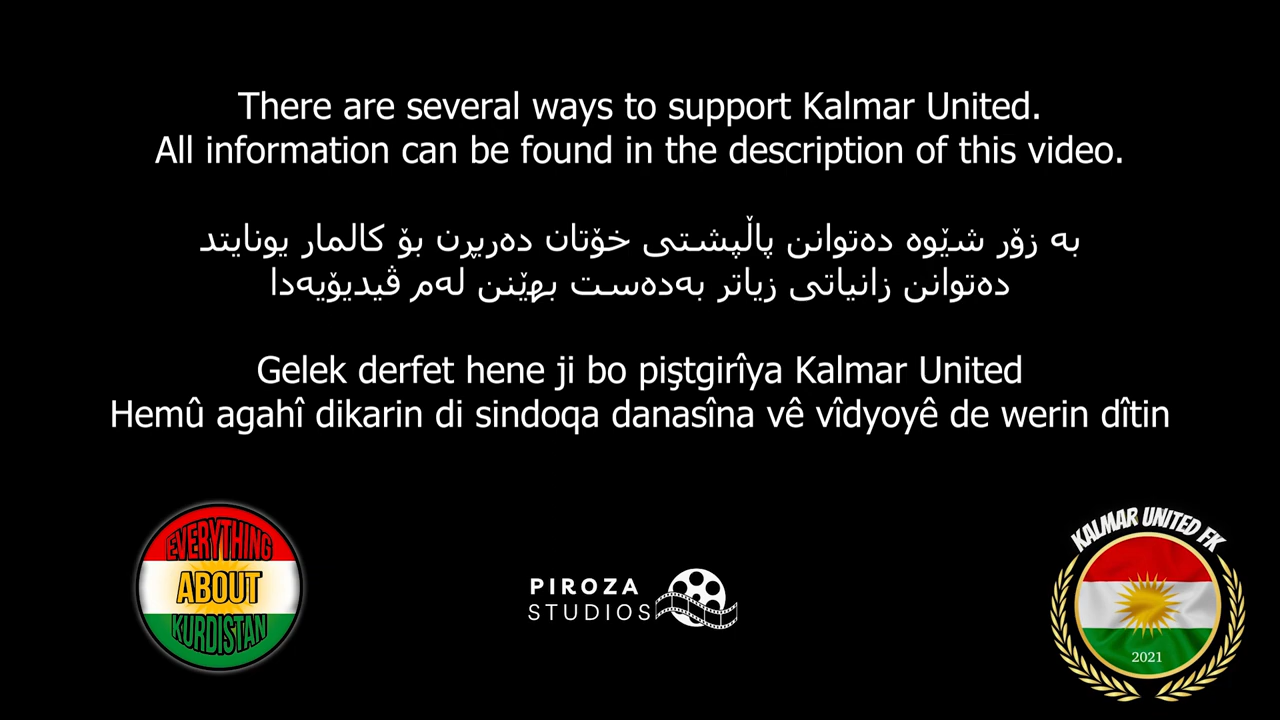 There are several ways to support Kalmar United.
All information can be found in the description of this video.
بە زۆر شێوە دەتوانن پاڵپشتی خۆتان دەربڕن بۆ کالمار یونایتد
دەتوانن زانیاتی زیاتر بەدەست بهێنن لەم ڤیدیۆیەدا
Gelek derfet hene ji bo piştgirîya Kalmar United
Hemû agahî dikarin di sindoqa danasîna vê vîdyoyê de werin dîtin
EVERYTHING
ABOUT
KURDISTAN
PIROZA
STUDIOS
KALMAR UNITED FK
2021